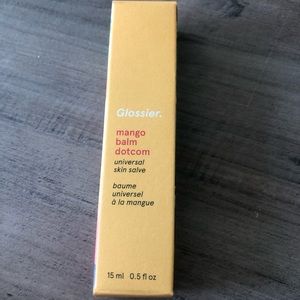 Glossier.
mango
balm
dotcom
universal
skin salve
baume
universel
à la mangue
15 ml   0.5 fl oz